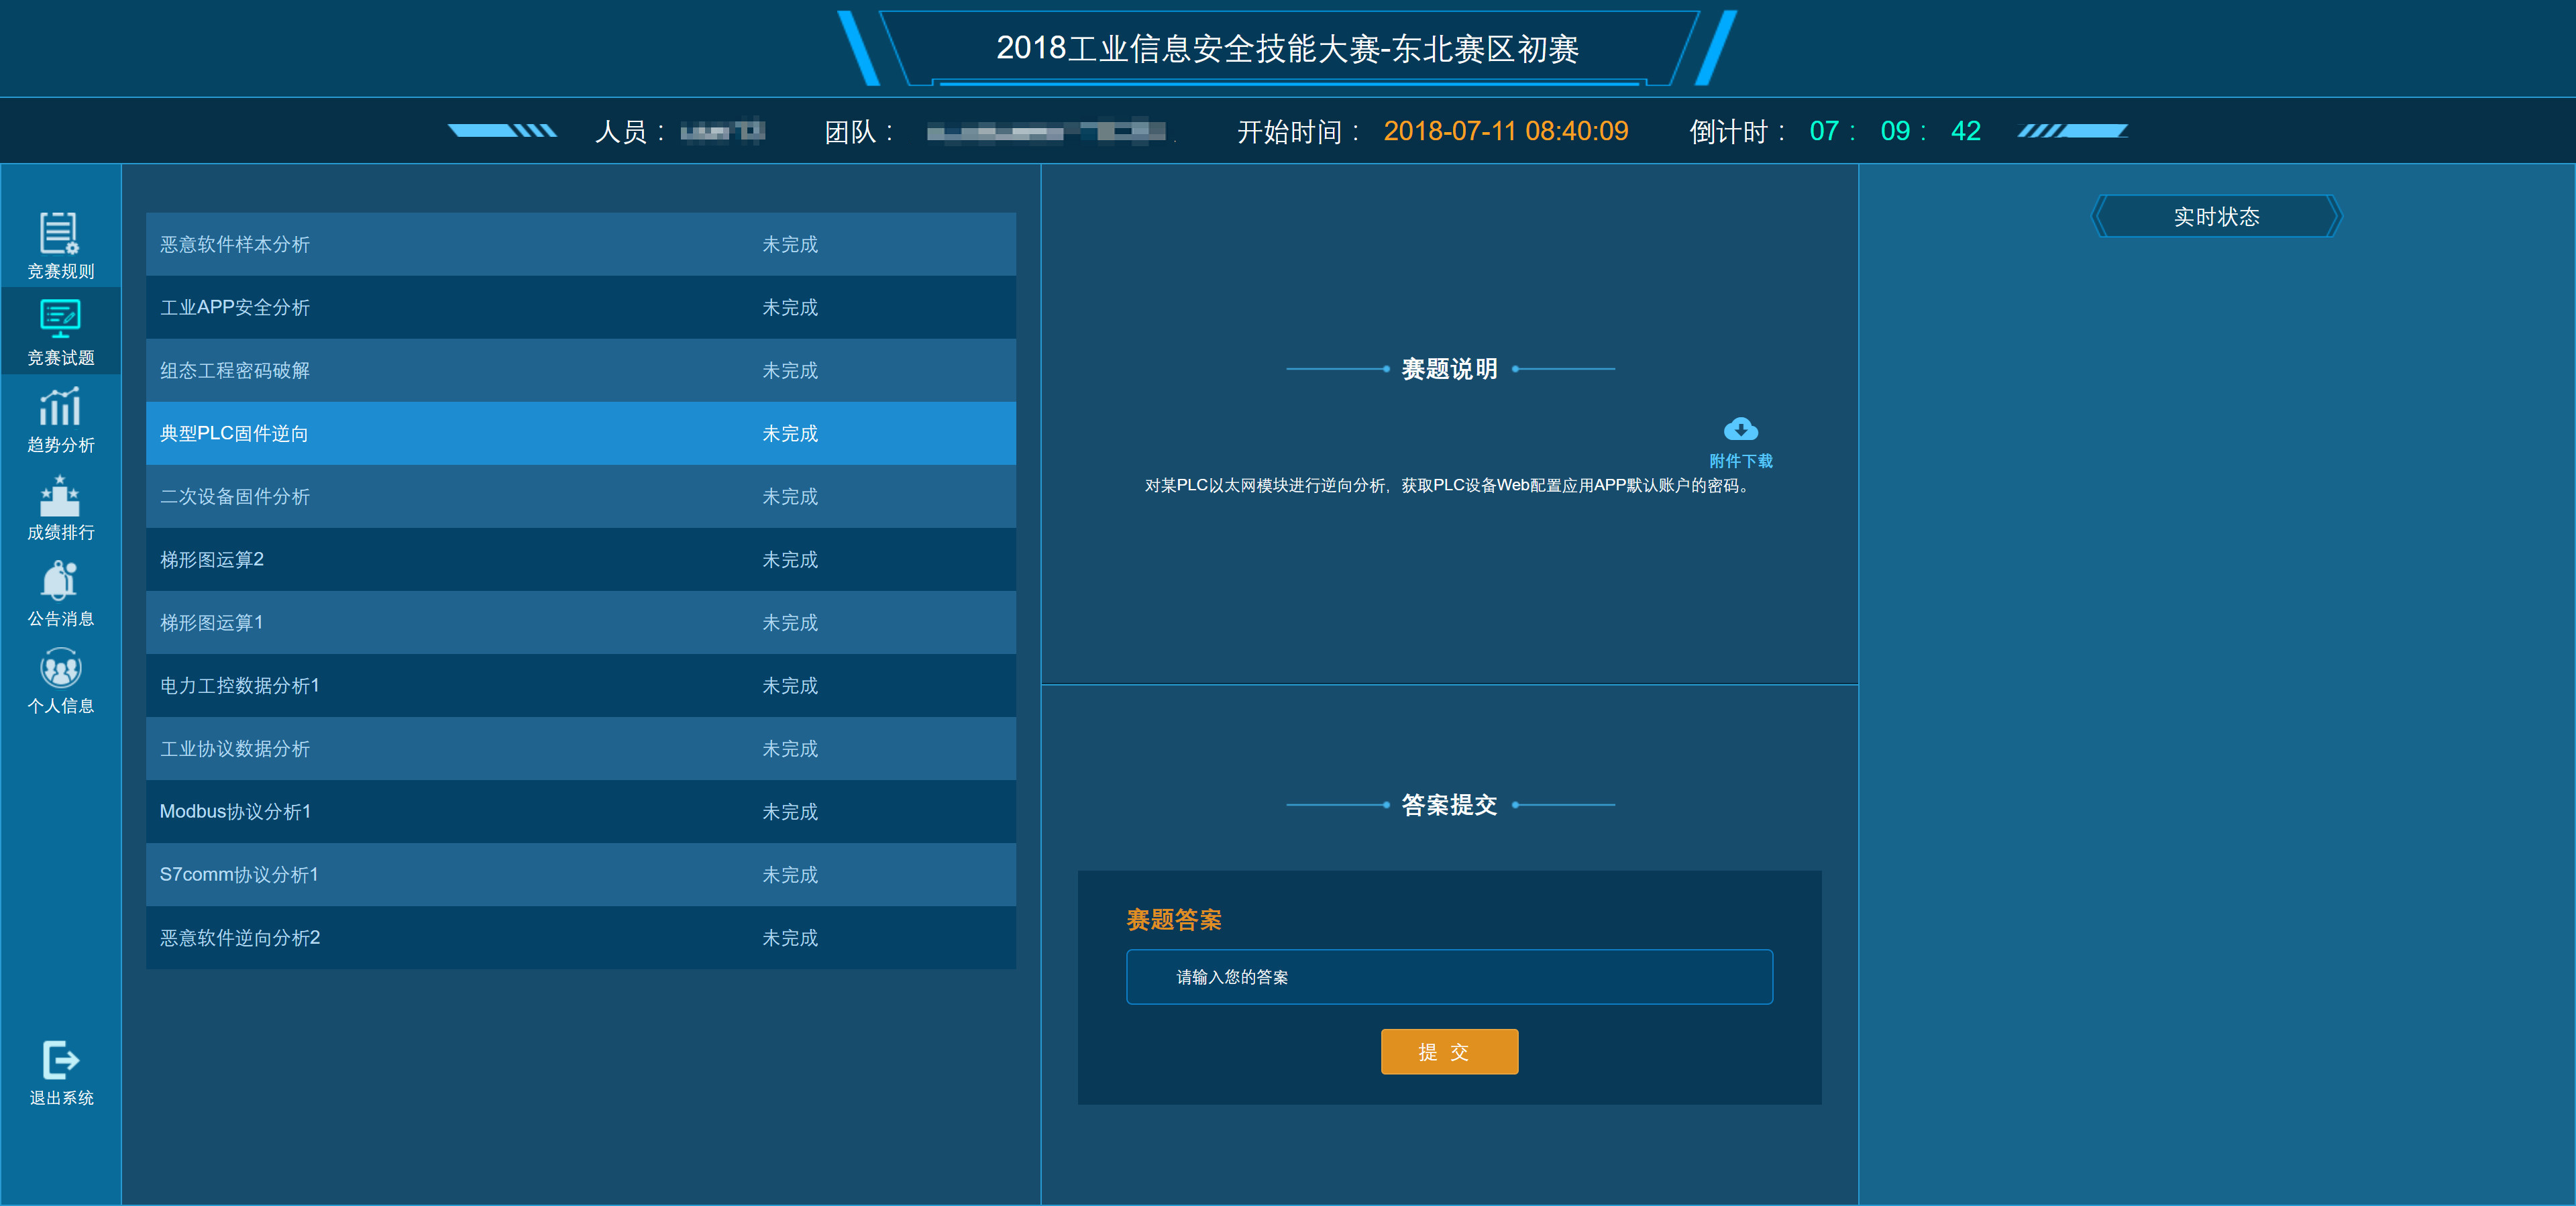 2018工业信息安全技能大赛-东北赛区初赛
人员： 团队： 开始时间： 2018-07-11 08:40:09 倒计时： 07： 09： 42
竞赛规则
竞赛试题
趋势分析
成绩排行
公告消息
个人信息
退出系统
恶意软件样本分析 未完成
工业APP安全分析 未完成
组态工程密码破解 未完成
典型PLC固件逆向 未完成
二次设备固件分析 未完成
梯形图运算2 未完成
梯形图运算1 未完成
电力工控数据分析1 未完成
工业协议数据分析 未完成
Modbus协议分析1 未完成
S7comm协议分析1 未完成
恶意软件逆向分析2 未完成
赛题说明
附件下载
对某PLC以太网模块进行逆向分析，获取PLC设备Web配置应用APP默认账户的密码。
答案提交
赛题答案
请输入您的答案
提 交
实时状态